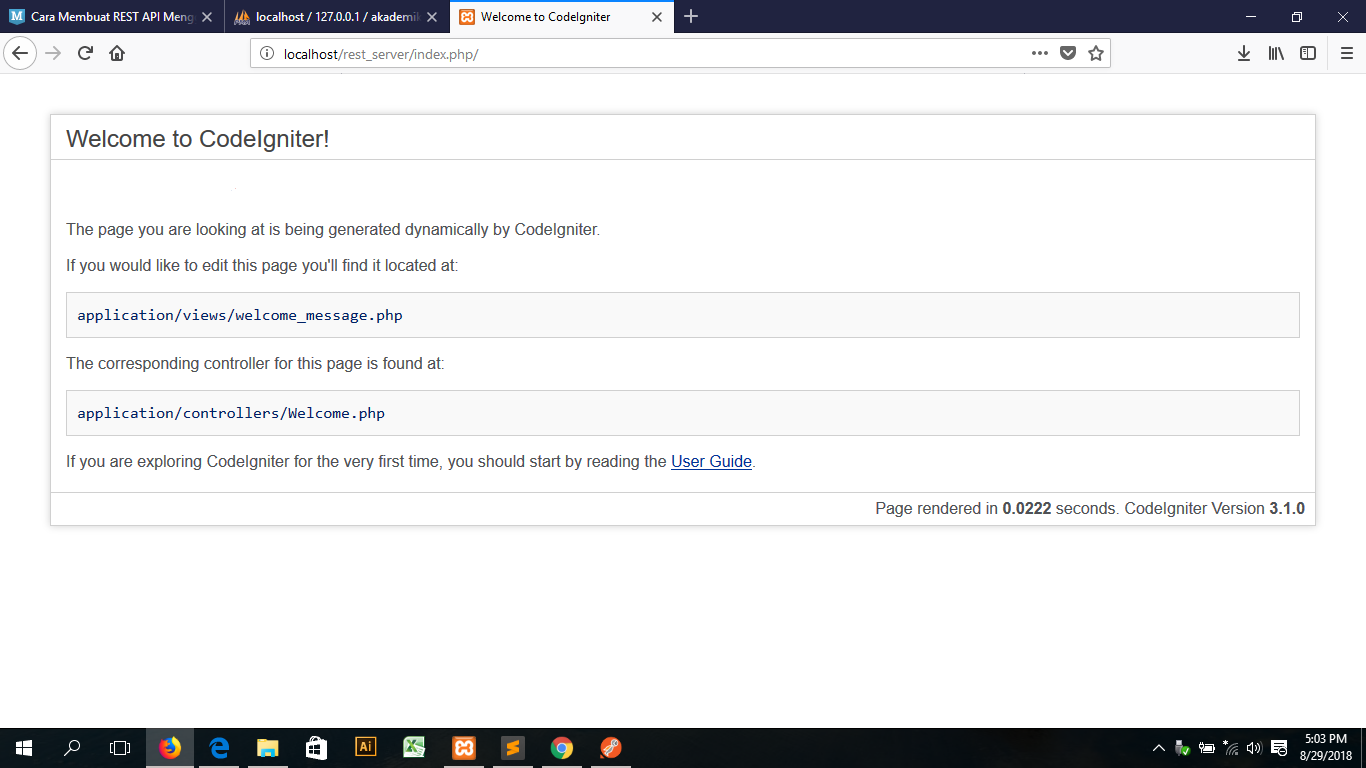 Cara Membuat REST API Meng
localhost / 127.0.0.1 / akademik
Welcome to CodeIgniter
localhost/rest_server/index.php/
Welcome to CodeIgniter!
The page you are looking at is being generated dynamically by CodeIgniter.
If you would like to edit this page you'll find it located at:
application/views/welcome_message.php
The corresponding controller for this page is found at:
application/controllers/Welcome.php
If you are exploring CodeIgniter for the very first time, you should start by reading the User Guide.
Page rendered in 0.0222 seconds. CodeIgniter Version 3.1.0
Ai
5:03 PM
8/29/2018